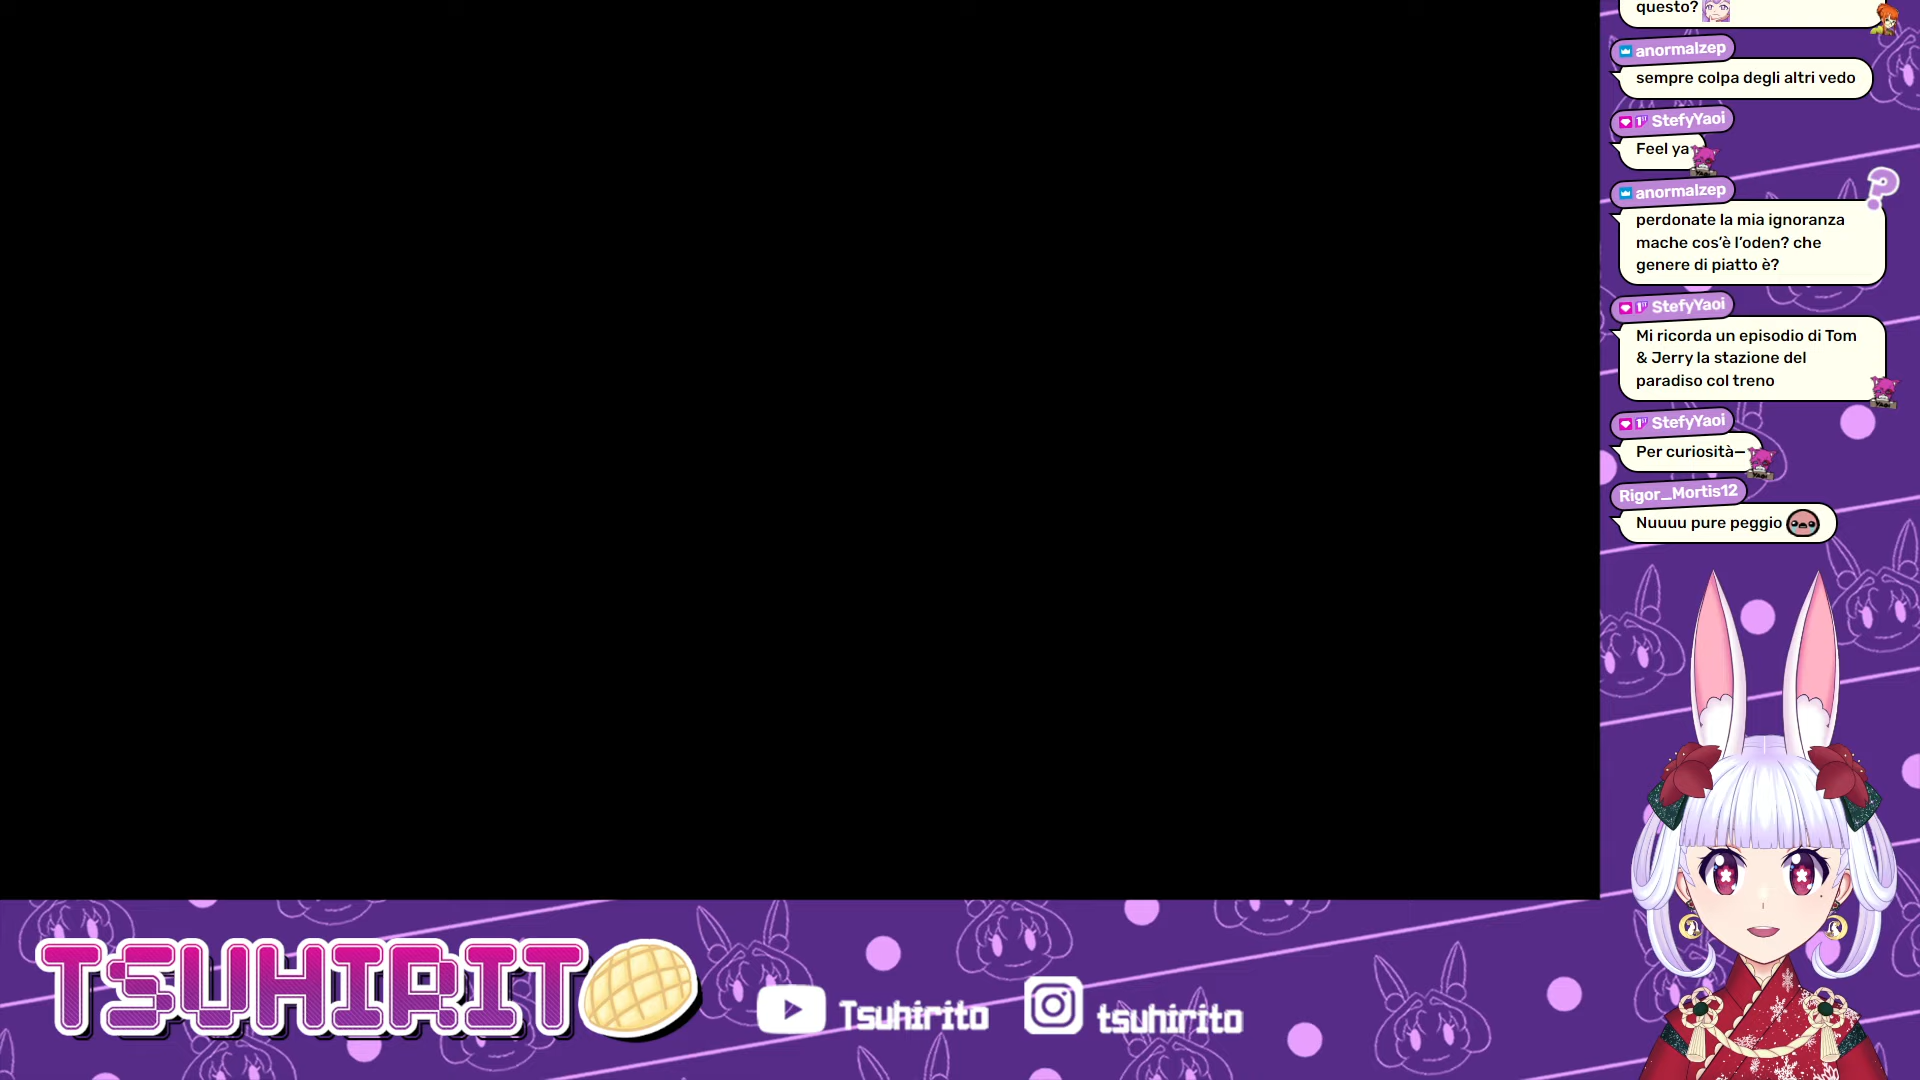 questo?
anormalzep
sempre colpa degli altri vedo
StefyYaoi
Feel ya
anormalzep
perdonate la mia ignoranza
mache cos'è l'oden? che
genere di piatto è?
StefyYaoi
Mi ricorda un episodio di Tom
& Jerry la stazione del
paradiso col treno
StefyYaoi
Per curiosità–
Rigor_Mortis12
Nuuuu pure peggio
TSUHIRIT
Tsuhirito
tsuhirito